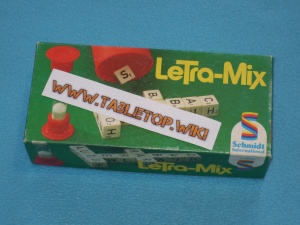 LeTra-Mix
www.tabletop.wiki
Schmidt
International
LeTra-Mix